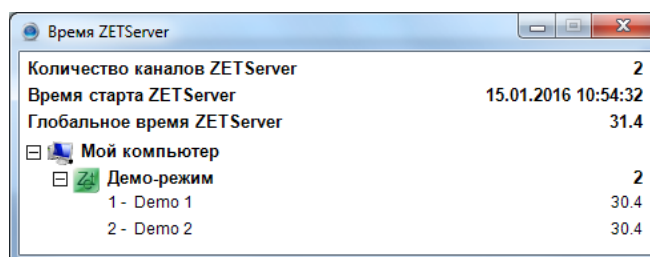 Время ZETServer
Количество каналов ZETServer 2
Время старта ZETServer 15.01.2016 10:54:32
Глобальное время ZETServer 31.4
Мой компьютер
Демо-режим 2
1 - Demo 1 30.4
2 - Demo 2 30.4